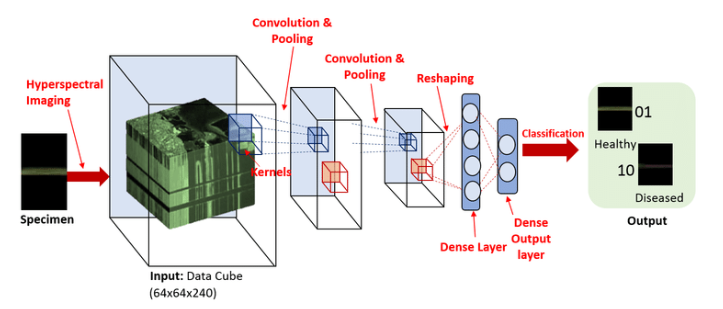 Convolution &
Pooling
Convolution &
Pooling
Reshaping
Hyperspectral
Imaging
Kernels
Classification
01
Healthy
10
Diseased
Output
Specimen
Dense Layer
Dense
Output
layer
Input: Data Cube
(64x64x240)